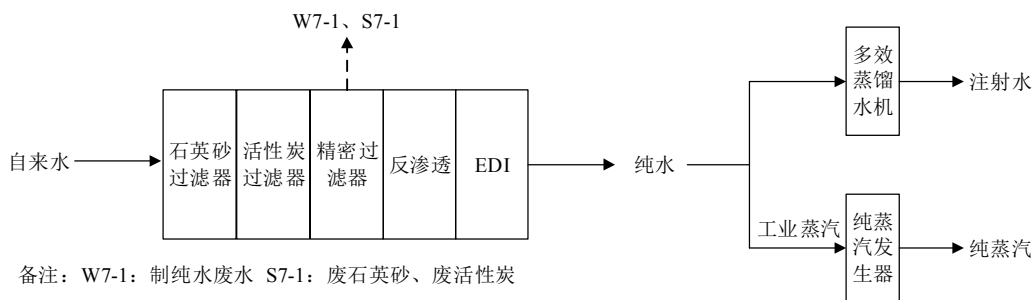 W7-1、S7-1
自来水
石英砂
过滤器
活性炭
过滤器
精密过
滤器
反渗透
EDI
纯水
多效
蒸馏
水机
注射水
工业蒸汽
纯蒸
汽发
生器
纯蒸汽
备注：W7-1：制纯水废水 S7-1：废石英砂、废活性炭